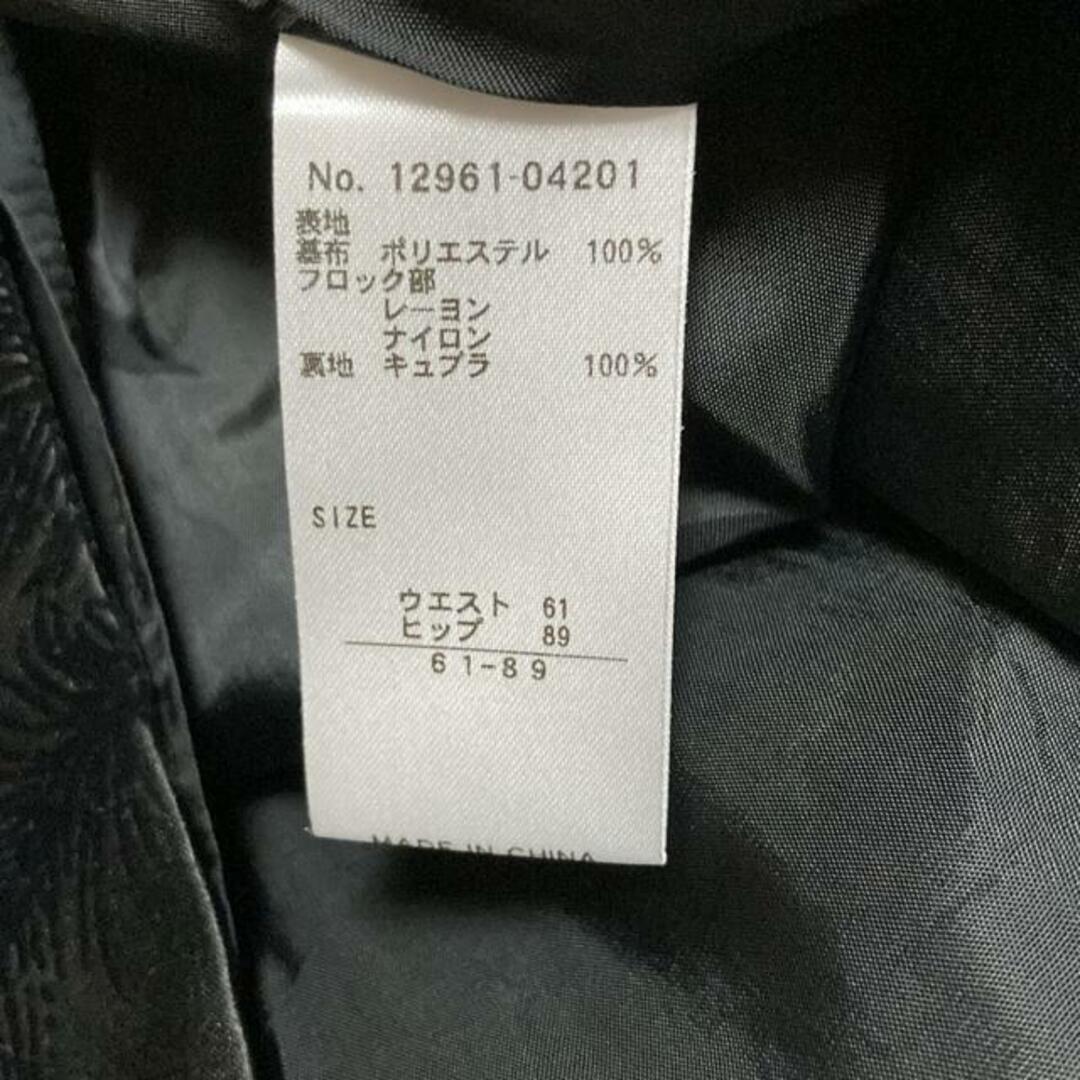 No. 12961-04201
表地
基布 ポリエステル 100%
フロック部
レーヨン
ナイロン
裏地 キュプラ 100%
SIZE
ウエスト 61
ヒップ 89
61-89
MADE IN CHINA